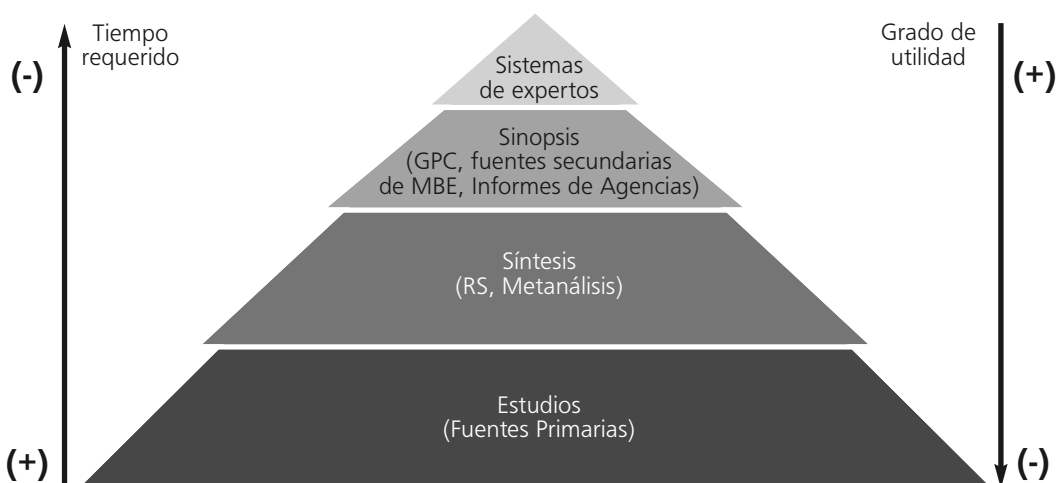 Tiempo
requerido
Grado de
utilidad
(-)
(+)
Sistemas
de expertos
Sinopsis
(GPC, fuentes secundarias
de MBE, Informes de Agencias)
Síntesis
(RS, Metanálisis)
Estudios
(Fuentes Primarias)
(+)
(-)